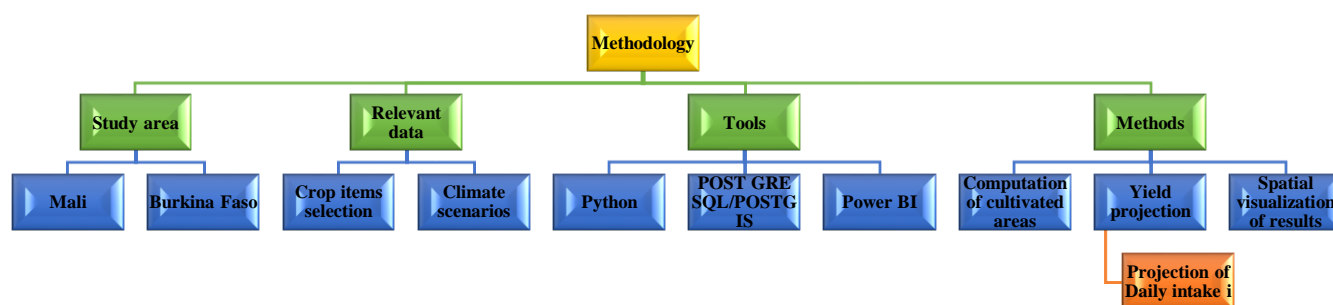 Methodology
Study area
Relevant
data
Tools
Methods
Mali
Burkina Faso
Crop items
selection
Climate
scenarios
Python
POST GRE
SQL/POSTG
IS
Power BI
Computation
of cultivated
areas
Yield
projection
Spatial
visualization
of results
Projection of
Daily intake i